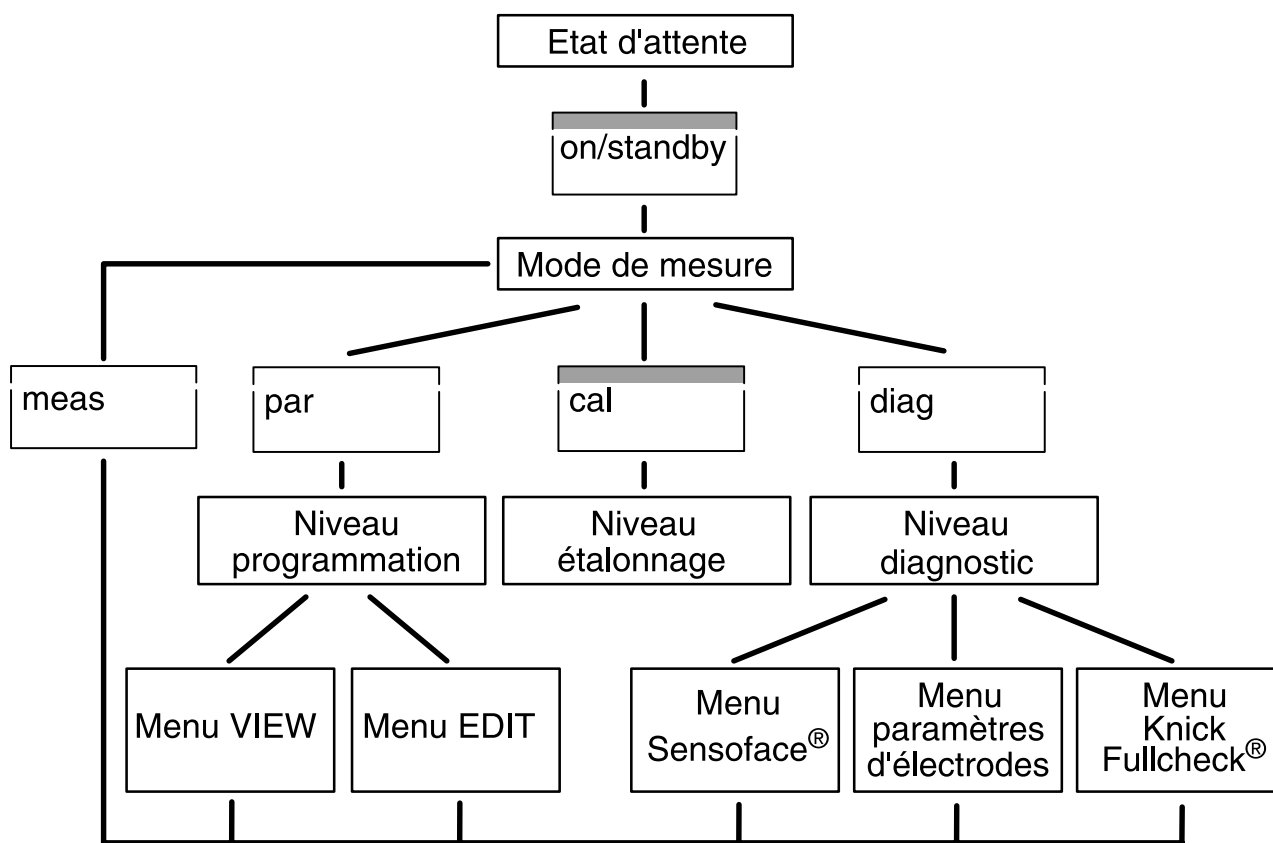 Etat d'attente
on/standby
Mode de mesure
meas
par
cal
diag
Niveau
programmation
Niveau
étalonnage
Niveau
diagnostic
Menu VIEW
Menu EDIT
Menu
Sensoface®
Menu
paramètres
d'électrodes
Menu
Knick
Fullcheck®